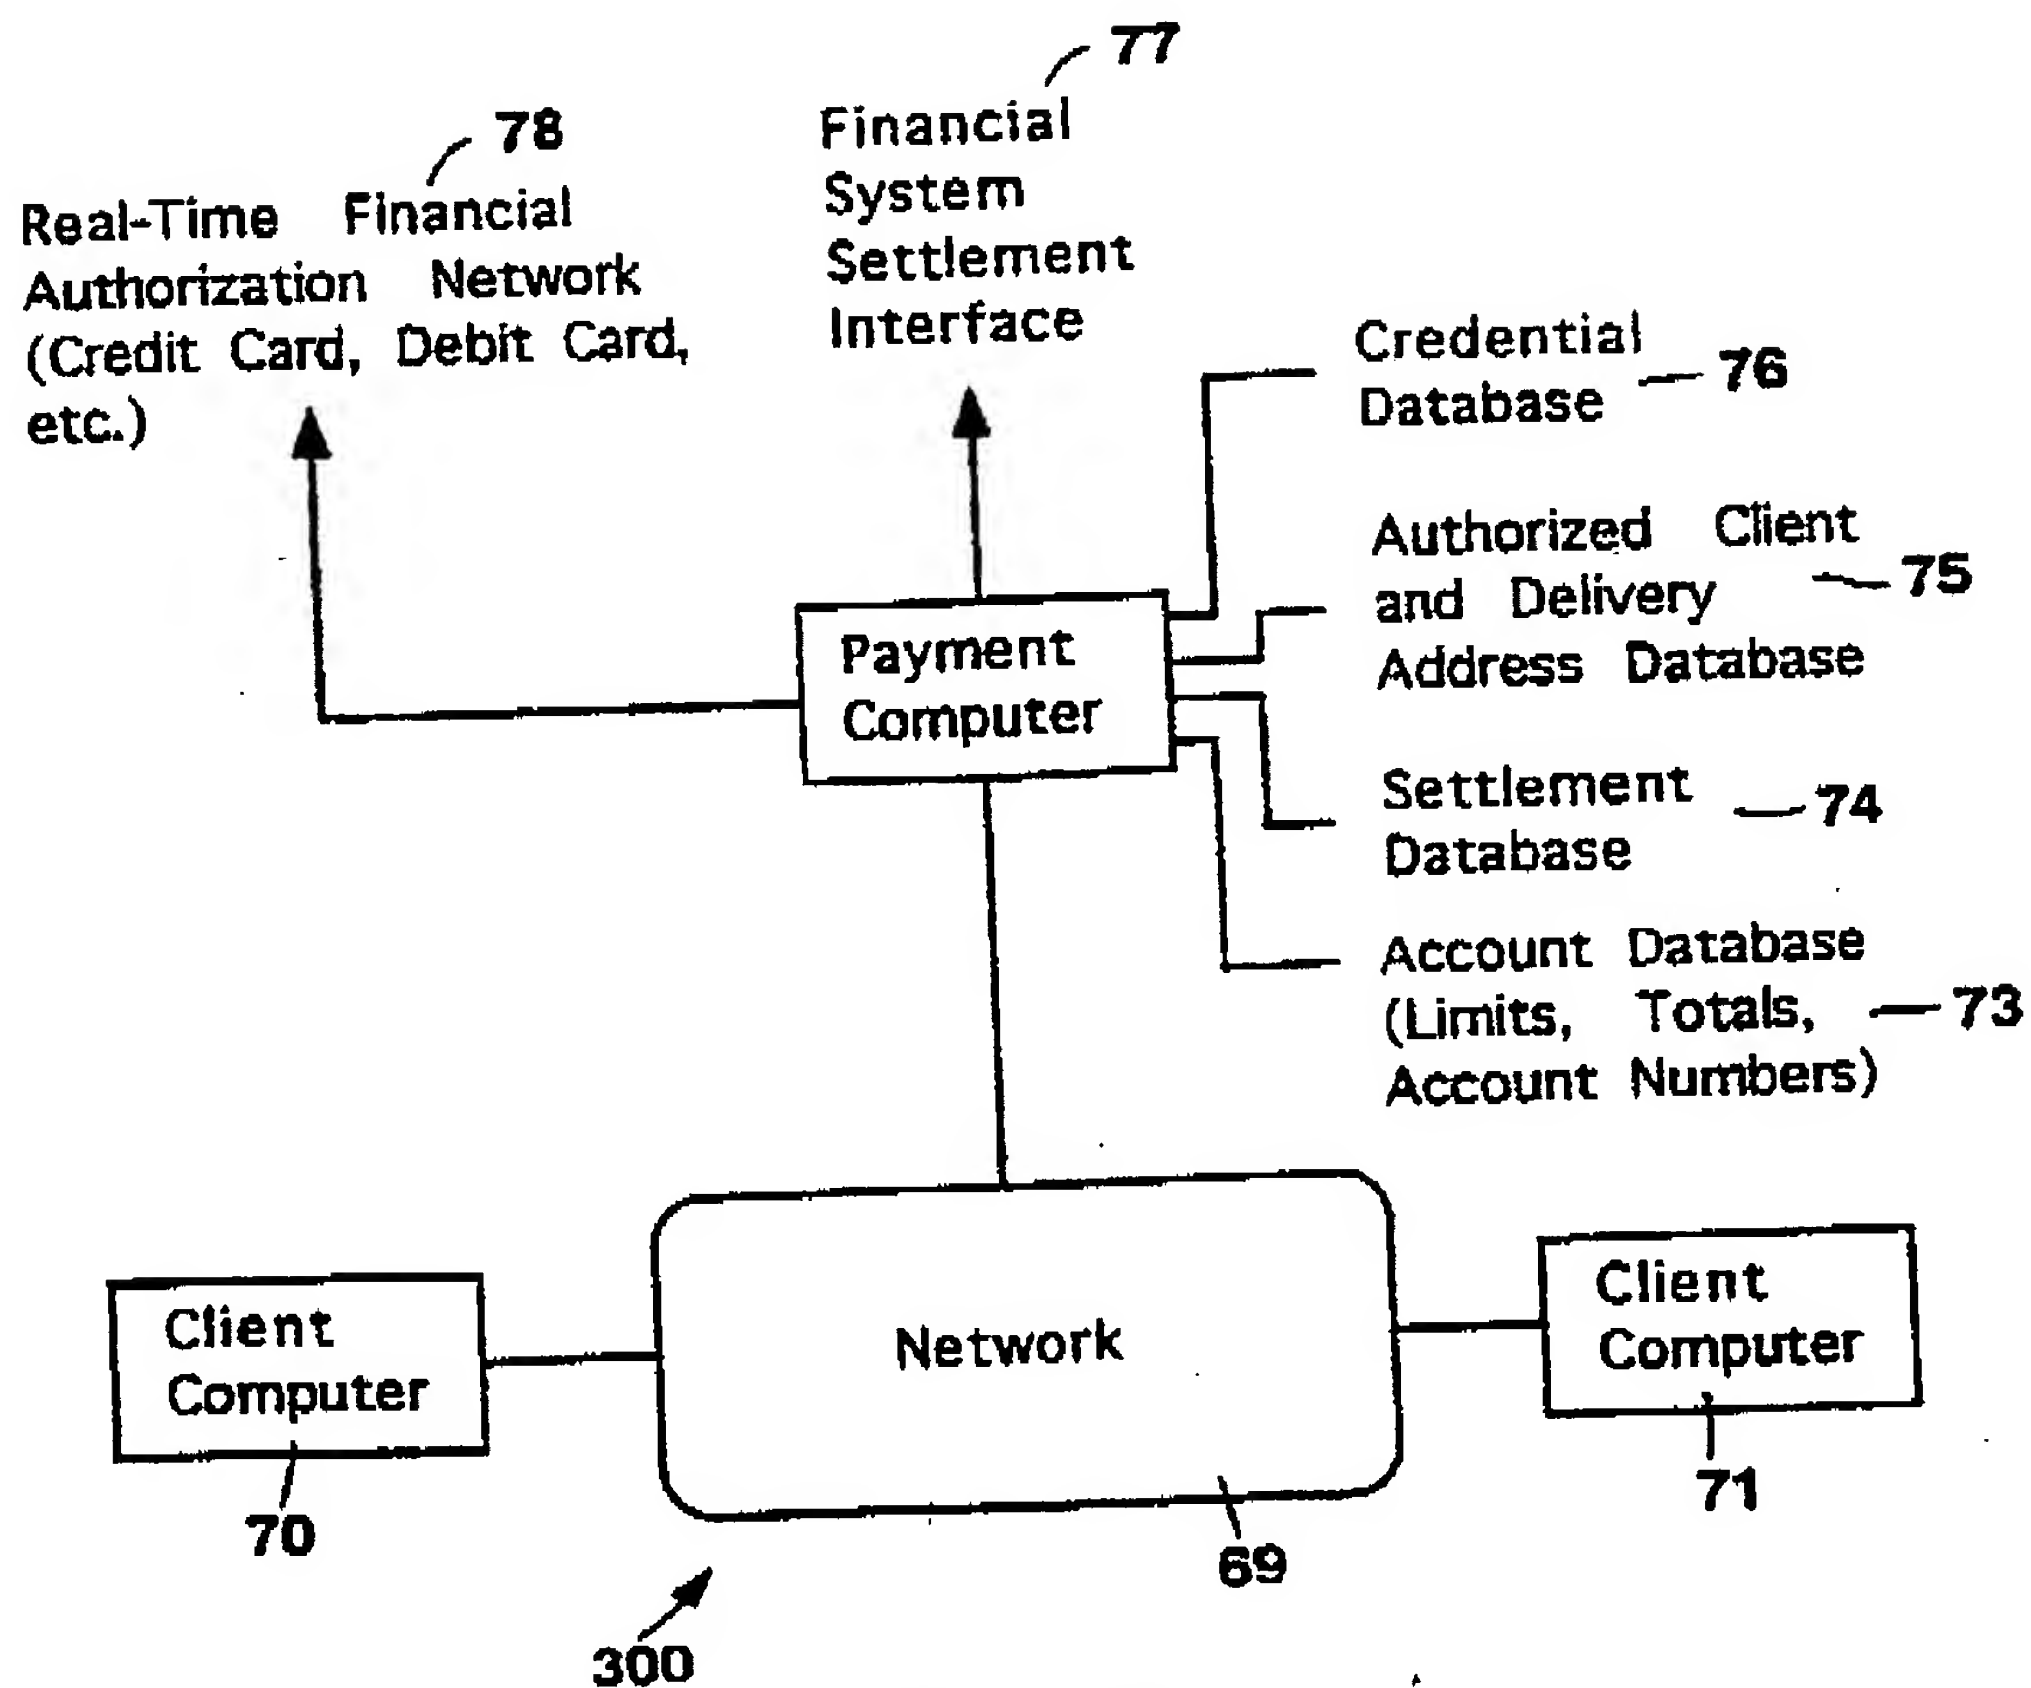 77
Financial
System
Settlement
Interface
78
Real-Time Financial
Authorization Network
(Credit Card, Debit Card,
etc.)
Credential
Database
76
Authorized Client
and Delivery
Address Database
75
Payment
Computer
Settlement
Database
74
Account Database
(Limits, Totals,
Account Numbers)
73
Client
Computer
70
Network
69
Client
Computer
71
300